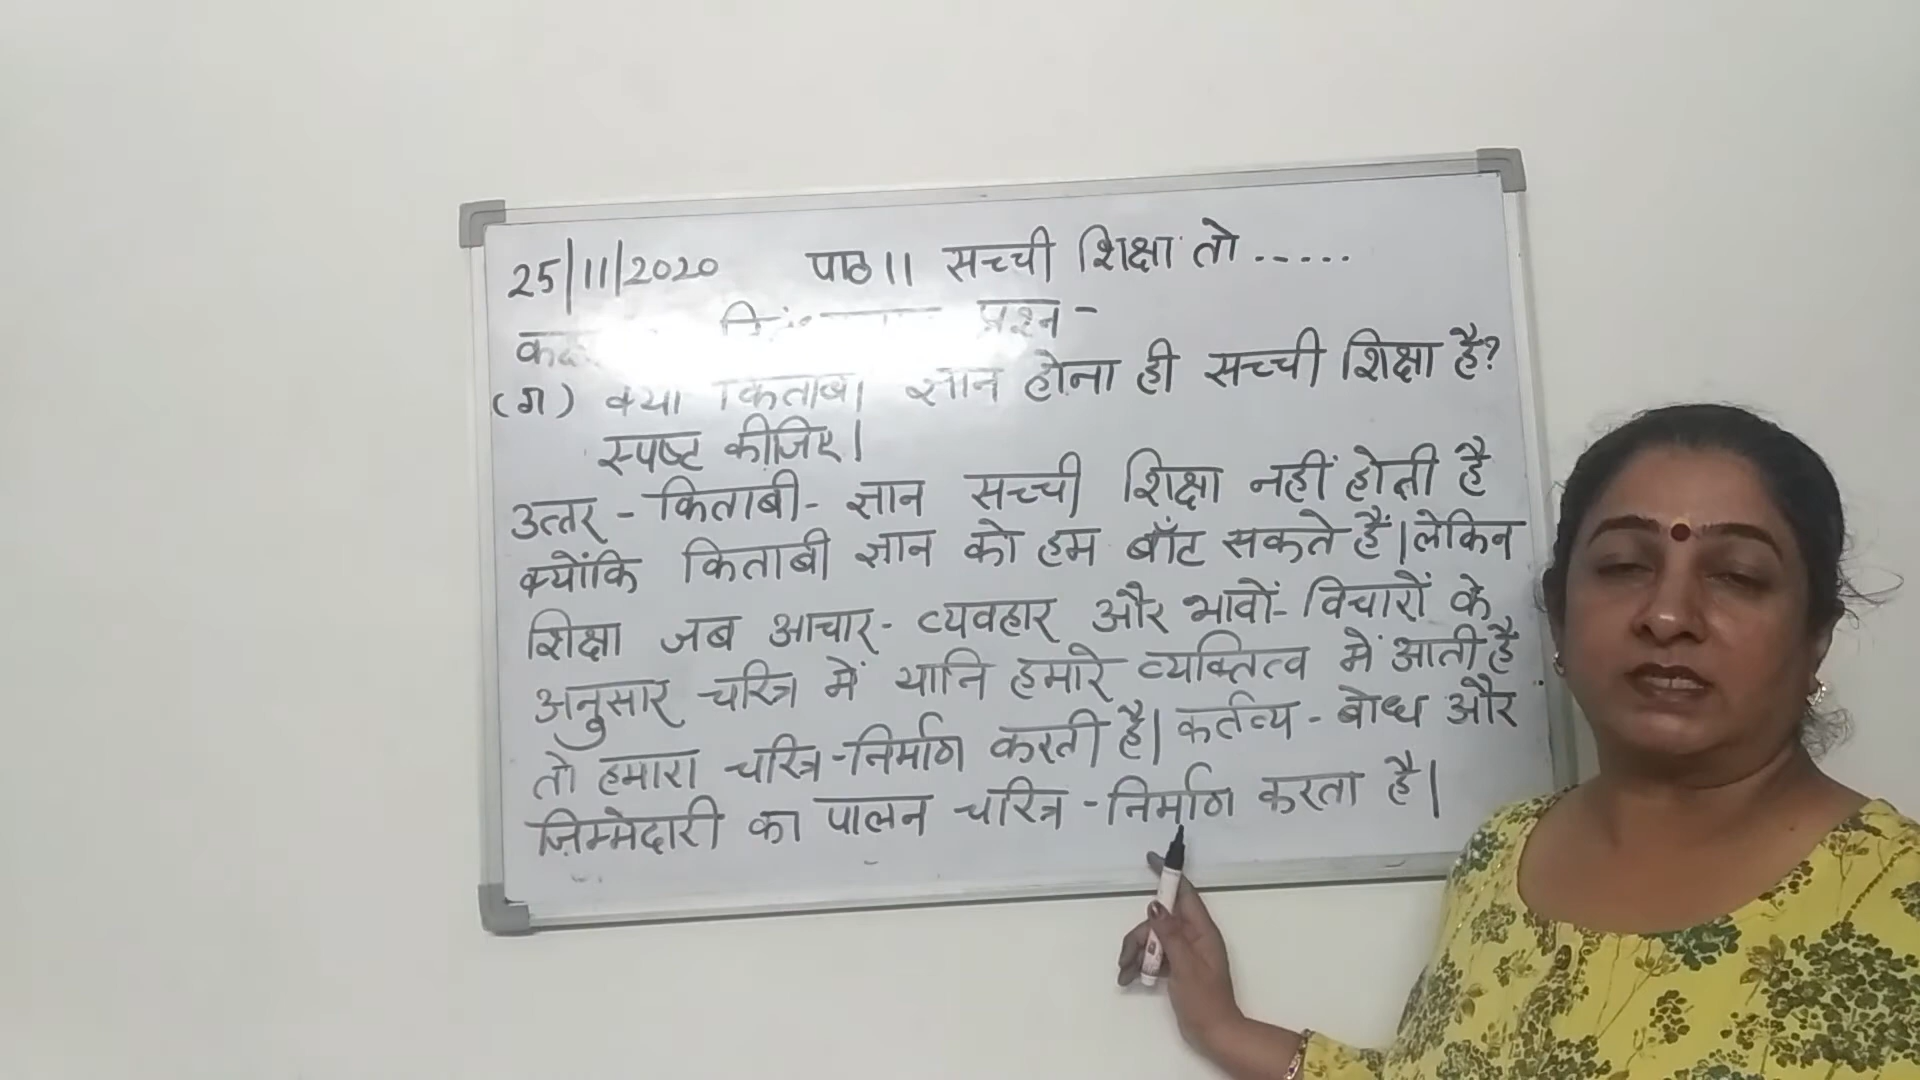 25/11/2020 पाठ 11 सच्ची शिक्षा तो .....
प्रश्न -
(ग) क्या किताबी ज्ञान होना ही सच्ची शिक्षा है?
स्पष्ट कीजिए।
उत्तर - किताबी - ज्ञान सच्ची शिक्षा नहीं होती है
क्योंकि किताबी ज्ञान को हम बाँट सकते हैं। लेकिन
शिक्षा जब आचार - व्यवहार और भावों - विचारों के
अनुसार चरित्र में यानि हमारे व्यक्तित्व में आती है
तो हमारा चरित्र - निर्माण करती है। कर्तव्य - बोध और
ज़िम्मेदारी का पालन चरित्र - निर्माण करता है।